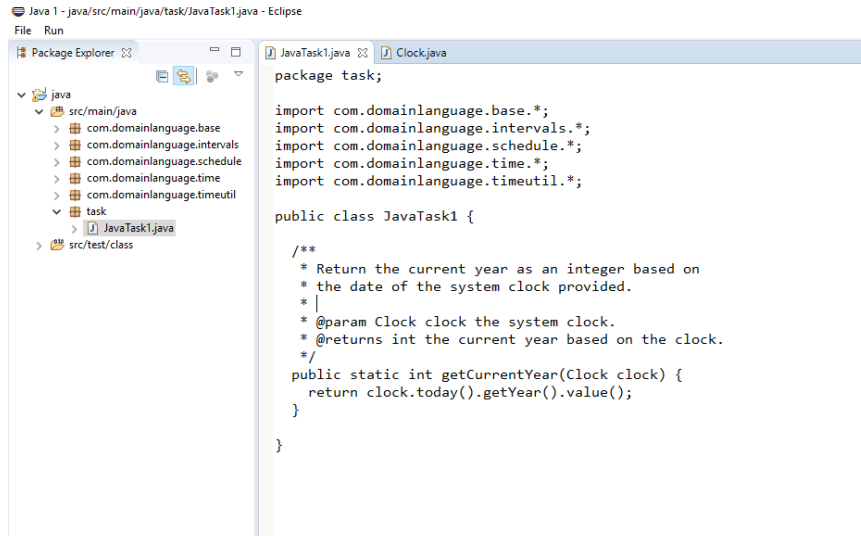 Java 1 - java/src/main/java/task/JavaTask1.java - Eclipse
File Run
Package Explorer
java
src/main/java
com.domainlanguage.base
com.domainlanguage.intervals
com.domainlanguage.schedule
com.domainlanguage.time
com.domainlanguage.timeutil
task
JavaTask1.java
src/test/class
JavaTask1.java Clock.java
package task;
import com.domainlanguage.base.*;
import com.domainlanguage.intervals.*;
import com.domainlanguage.schedule.*;
import com.domainlanguage.time.*;
import com.domainlanguage.timeutil.*;
public class JavaTask1 {
/**
* Return the current year as an integer based on
* the date of the system clock provided.
*
* @param Clock clock the system clock.
* @returns int the current year based on the clock.
*/
public static int getCurrentYear(Clock clock) {
return clock.today().getYear().value();
}
}